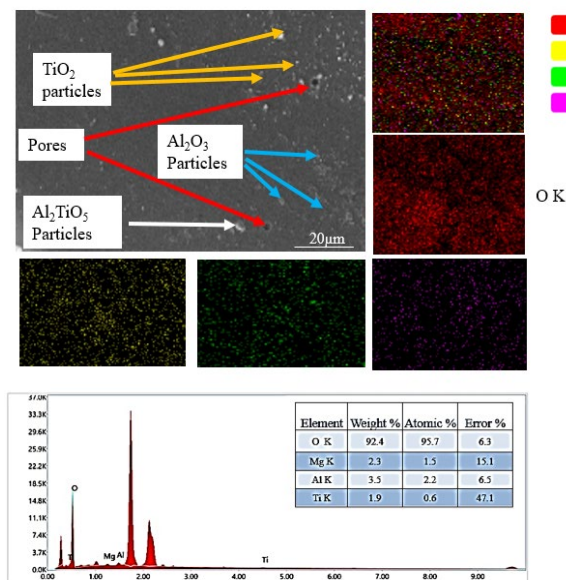 TiO2
particles
Pores
Al2O3
Particles
Al2TiO5
Particles
20μm
O K
37.0K
33.3K
29.6K
25.9K
22.2K
18.5K
14.8K
11.1K
7.4K
3.7K
0.0K
O
Ti
Mg Al
Ti
0.00 1.00 2.00 3.00 4.00 5.00 6.00 7.00 8.00 9.00
Element Weight % Atomic % Error %
O K 92.4 95.7 6.3
Mg K 2.3 1.5 15.1
Al K 3.5 2.2 6.5
Ti K 1.9 0.6 47.1